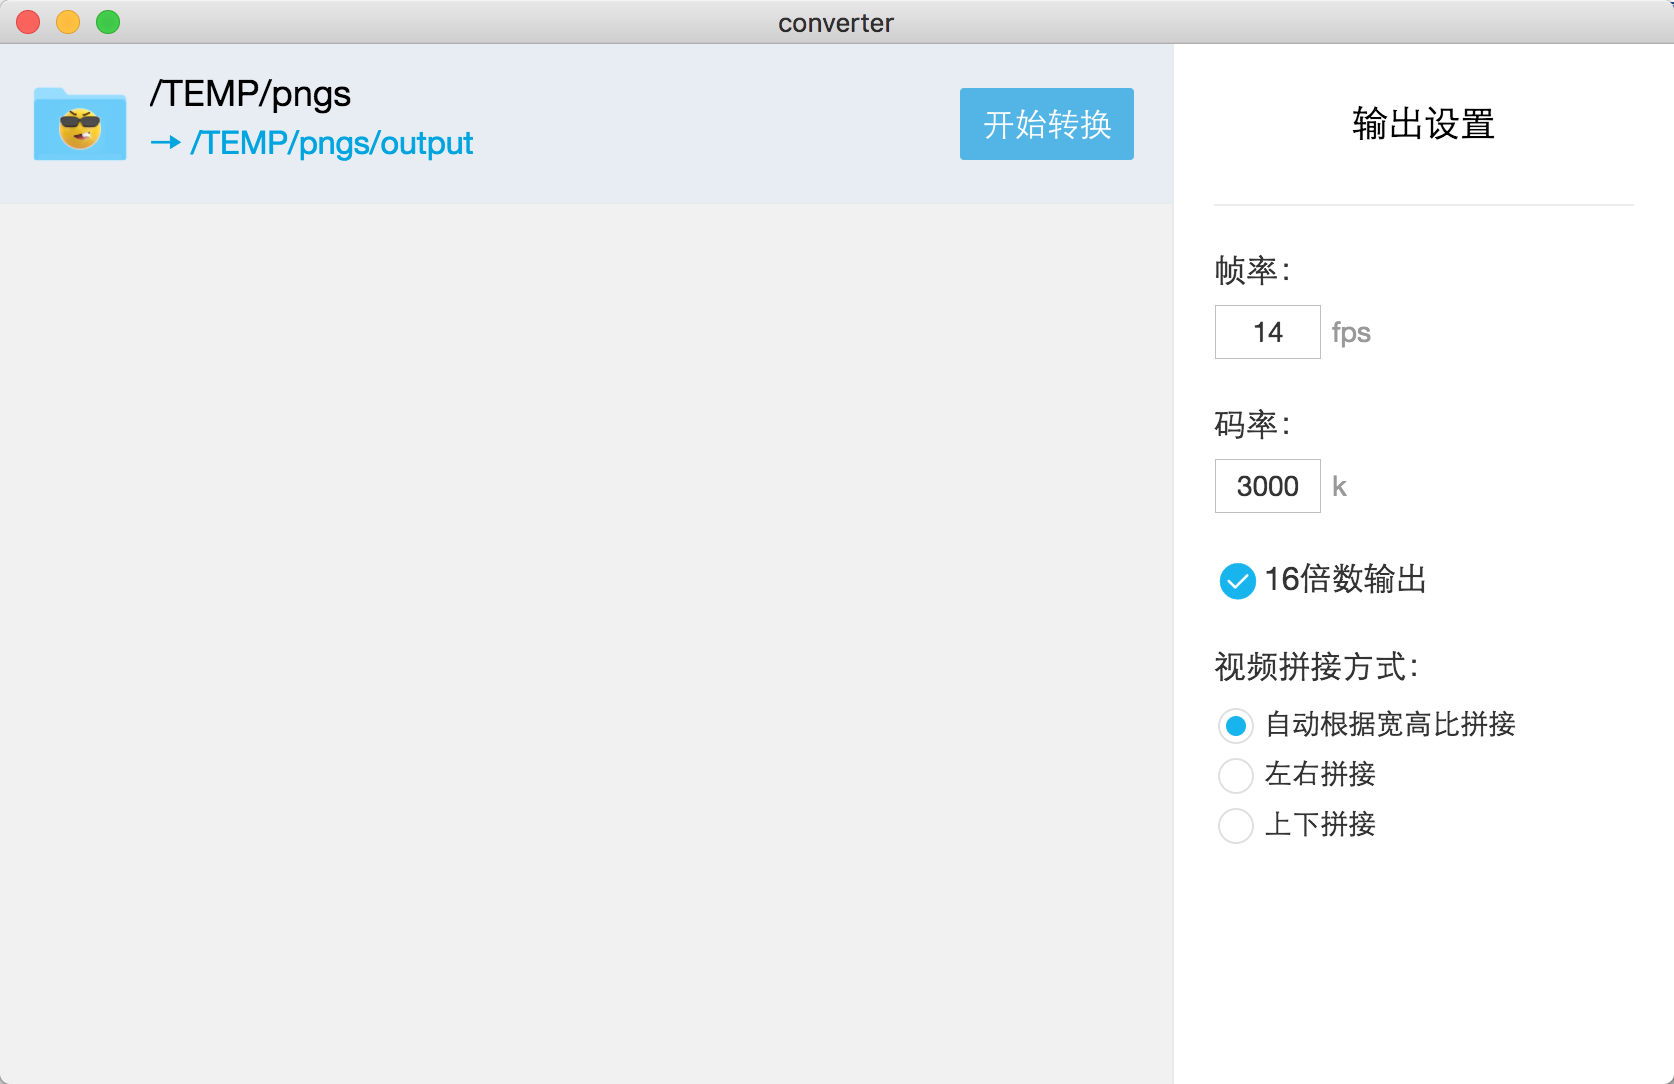 converter
/TEMP/pngs
→ /TEMP/pngs/output
开始转换
输出设置
帧率：
14 fps
码率：
3000 k
16倍数输出
视频拼接方式：
自动根据宽高比拼接
左右拼接
上下拼接